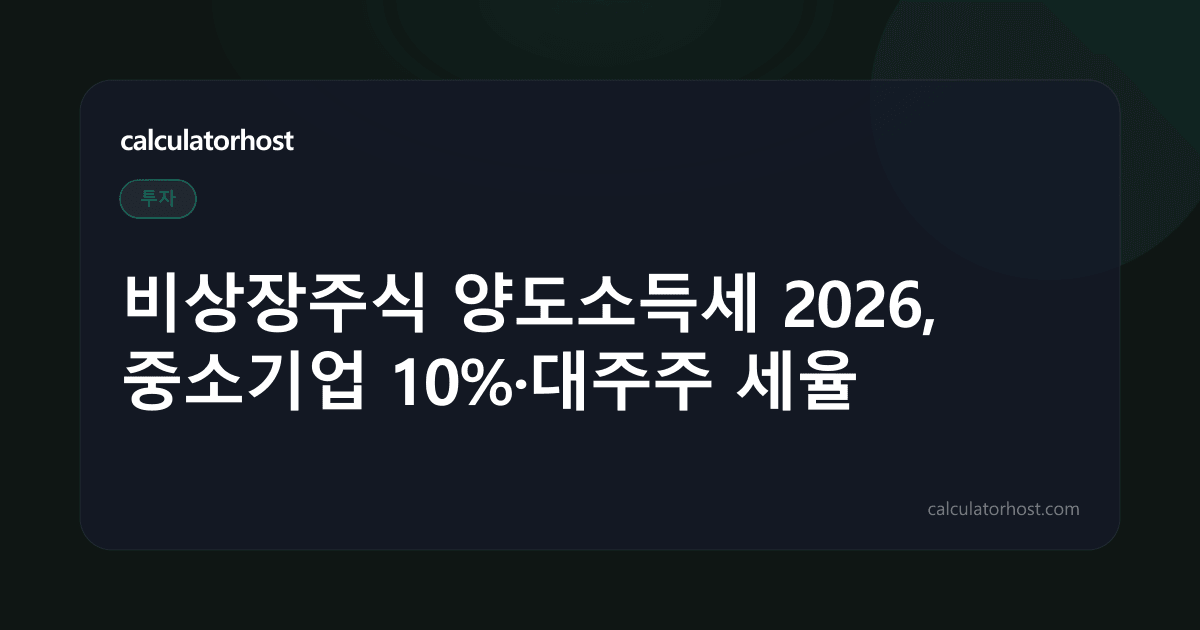 calculatorhost
투자
비상장주식 양도소득세 2026,
중소기업 10%·대주주 세율
calculatorhost.com